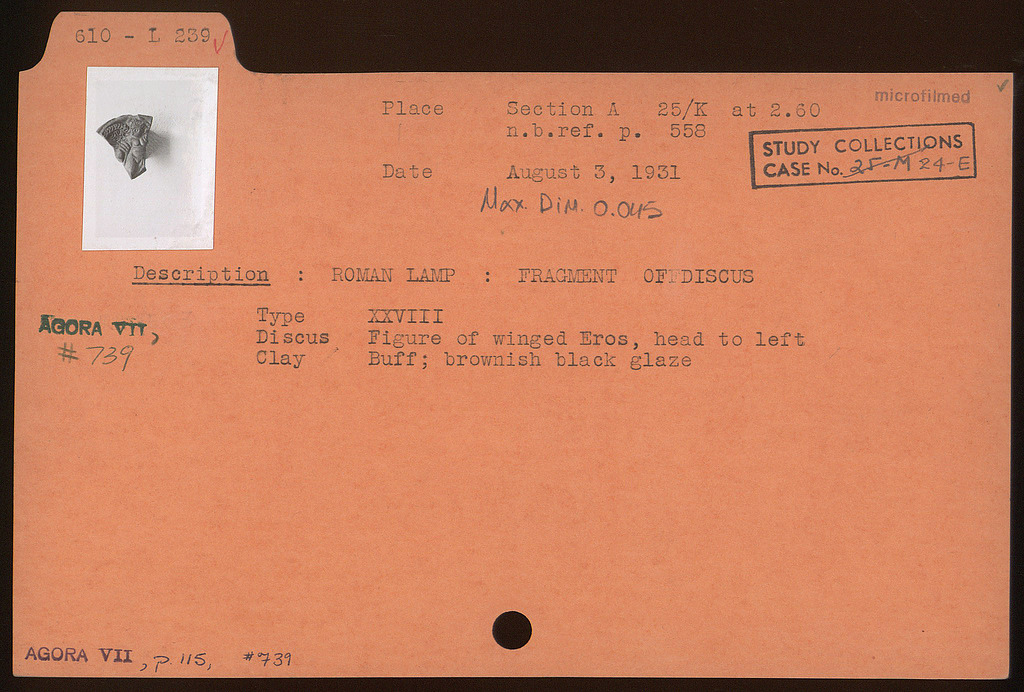 610 - L 239 ✓
microfilmed ✓
Place Section A 25/K at 2.60
n.b.ref. p. 558
STUDY COLLECTIONS
CASE No. 25-M 24-E
Date August 3, 1931
Max. Dim. 0.045
Description : ROMAN LAMP : FRAGMENT OF DISCUS
AGORA VII,
# 739
Type XXVIII
Discus Figure of winged Eros, head to left
Clay Buff; brownish black glaze
AGORA VII, p. 115, #739